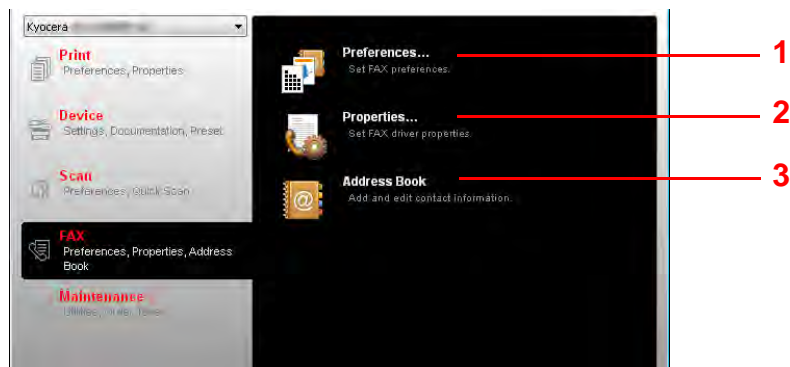 Kyocera
Print
Preferences, Properties
Device
Settings, Documentation, Preset
Scan
Preferences, Quick Scan
FAX
Preferences, Properties, Address
Book
Maintenance
Preferences...
Set FAX preferences.
1
Properties...
Set FAX driver properties.
2
Address Book
Add and edit contact information.
3